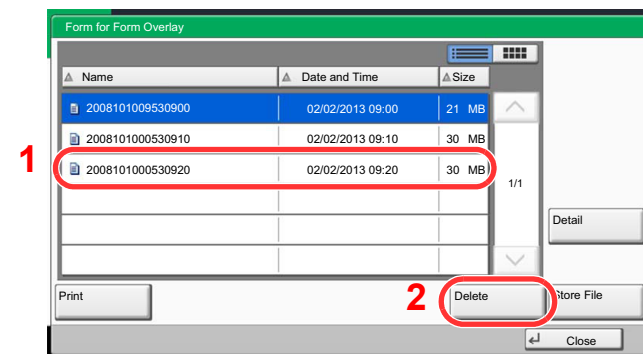 Form for Form Overlay
Name Date and Time Size
2008101009530900 02/02/2013 09:00 21 MB
2008101000530910 02/02/2013 09:10 30 MB
1 2008101000530920 02/02/2013 09:20 30 MB
1/1
Detail
Print 2 Delete Store File
Close